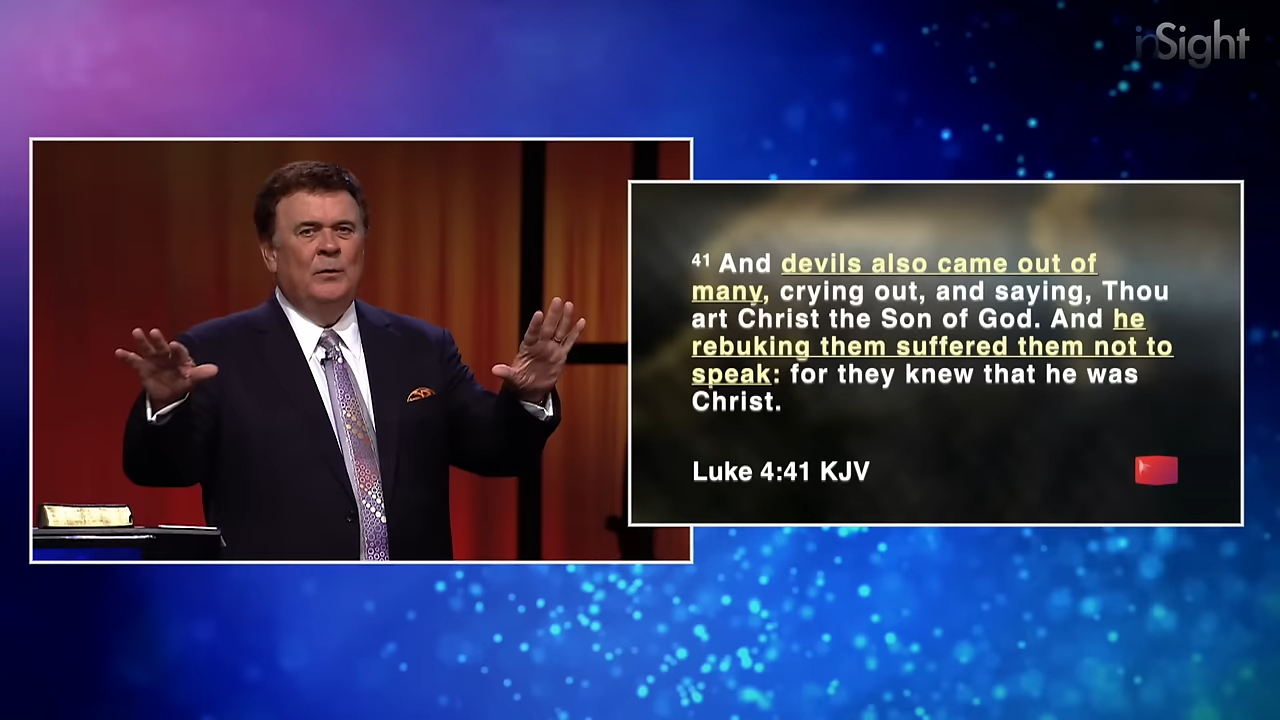 inSight
41 And devils also came out of
many, crying out, and saying, Thou
art Christ the Son of God. And he
rebuking them suffered them not to
speak: for they knew that he was
Christ.
Luke 4:41 KJV